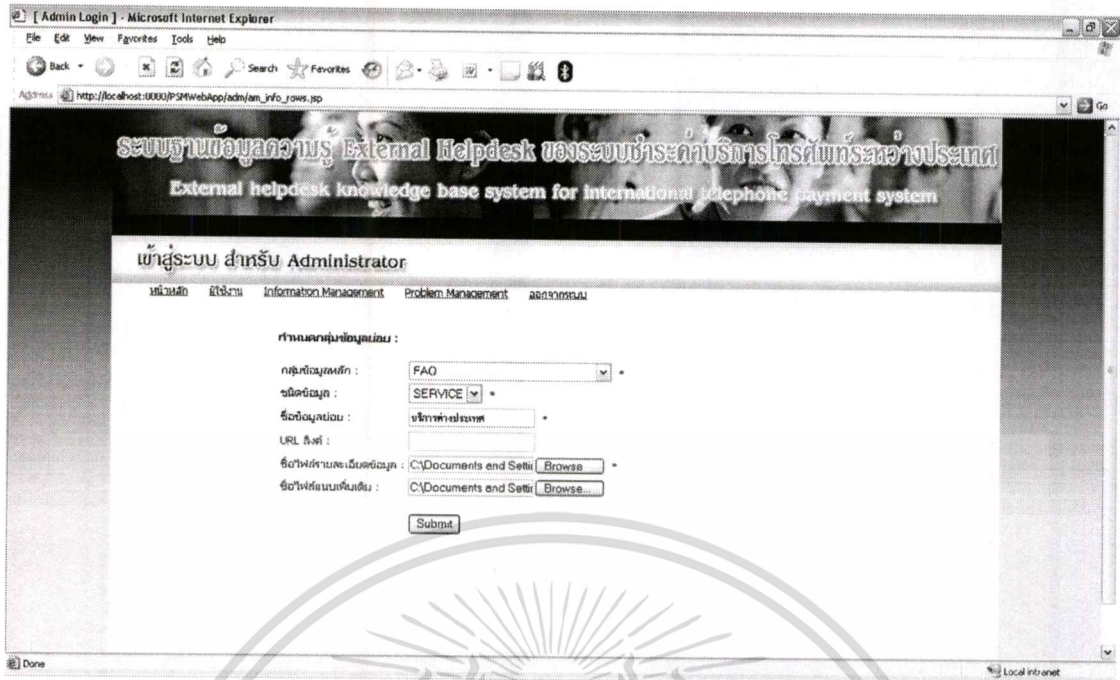 [ Admin Login ] - Microsoft Internet Explorer
File Edit View Favorites Tools Help
Back Search Favorites
Address http://localhost:8080/PSMWebApp/adm/am_info_rows.jsp Go
ระบบฐานข้อมูลความรู้ External Helpdesk ของระบบชำระค่าบริการโทรศัพท์ระหว่างประเทศ
External helpdesk knowledge base system for international telephone payment system
เข้าสู่ระบบ สำหรับ Administrator
หน้าหลัก ผู้ใช้งาน Information Management Problem Management ออกจากระบบ
กำหนดกลุ่มข้อมูลย่อย :
กลุ่มข้อมูลหลัก : FAQ *
ชนิดข้อมูล : SERVICE *
ชื่อข้อมูลย่อย : บริการต่างประเทศ *
URL ลิงค์ :
ชื่อไฟล์รายละเอียดข้อมูล : C:\Documents and Settin Browse... *
ชื่อไฟล์แนบเพิ่มเติม : C:\Documents and Settin Browse...
Submit
Done Local intranet